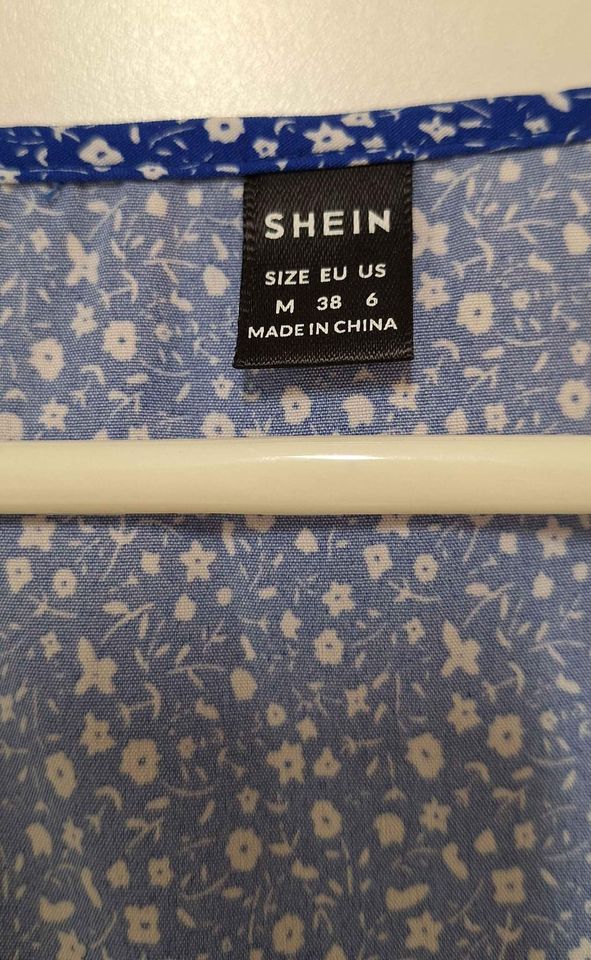 SHEIN
SIZE EU US
M 38 6
MADE IN CHINA